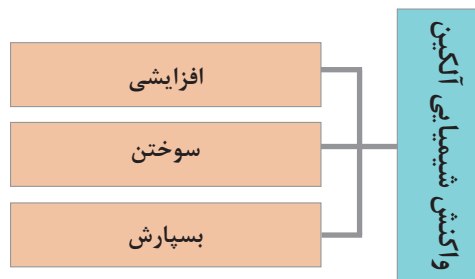 واکنش شیمیایی آلکین
افزایشی
سوختن
بسپارش